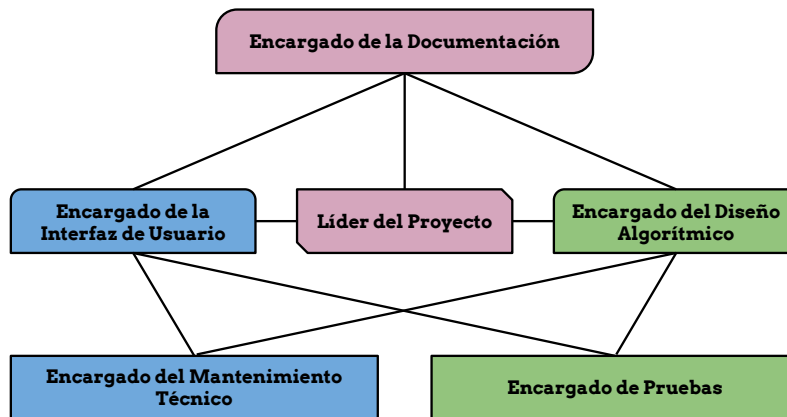 Encargado de la Documentación
Encargado de la
Interfaz de Usuario
Líder del Proyecto
Encargado del Diseño
Algorítmico
Encargado del Mantenimiento
Técnico
Encargado de Pruebas